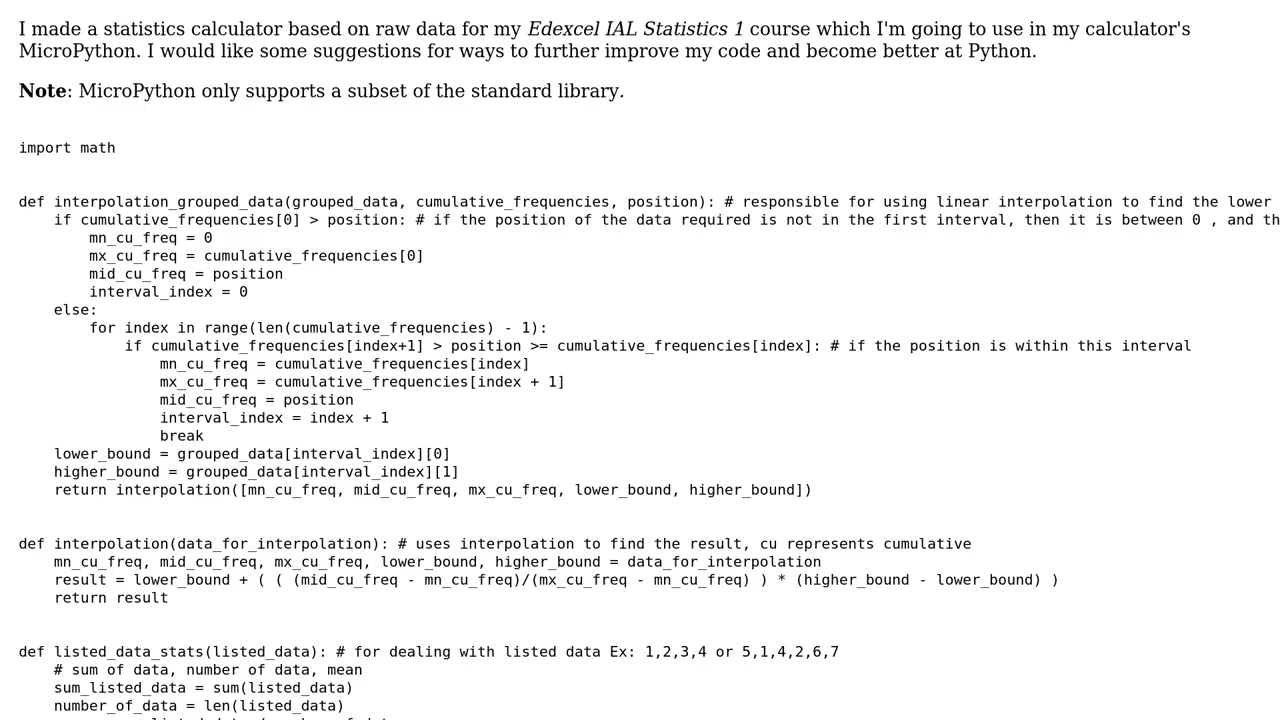 I made a statistics calculator based on raw data for my Edexcel IAL Statistics 1 course which I'm going to use in my calculator's
MicroPython. I would like some suggestions for ways to further improve my code and become better at Python.
Note: MicroPython only supports a subset of the standard library.
import math
def interpolation_grouped_data(grouped_data, cumulative_frequencies, position): # responsible for using linear interpolation to find the lower
    if cumulative_frequencies[0] > position: # if the position of the data required is not in the first interval, then it is between 0 , and
        mn_cu_freq = 0
        mx_cu_freq = cumulative_frequencies[0]
        mid_cu_freq = position
        interval_index = 0
    else:
        for index in range(len(cumulative_frequencies) - 1):
            if cumulative_frequencies[index+1] > position >= cumulative_frequencies[index]: # if the position is within this interval
                mn_cu_freq = cumulative_frequencies[index]
                mx_cu_freq = cumulative_frequencies[index + 1]
                mid_cu_freq = position
                interval_index = index + 1
                break
    lower_bound = grouped_data[interval_index][0]
    higher_bound = grouped_data[interval_index][1]
    return interpolation([mn_cu_freq, mid_cu_freq, mx_cu_freq, lower_bound, higher_bound])
def interpolation(data_for_interpolation): # uses interpolation to find the result, cu represents cumulative
    mn_cu_freq, mid_cu_freq, mx_cu_freq, lower_bound, higher_bound = data_for_interpolation
    result = lower_bound + ( ( (mid_cu_freq - mn_cu_freq)/(mx_cu_freq - mn_cu_freq) ) * (higher_bound - lower_bound) )
    return result
def listed_data_stats(listed_data): # for dealing with listed data Ex: 1,2,3,4 or 5,1,4,2,6,7
    # sum of data, number of data, mean
    sum_listed_data = sum(listed_data)
    number_of_data = len(listed_data)